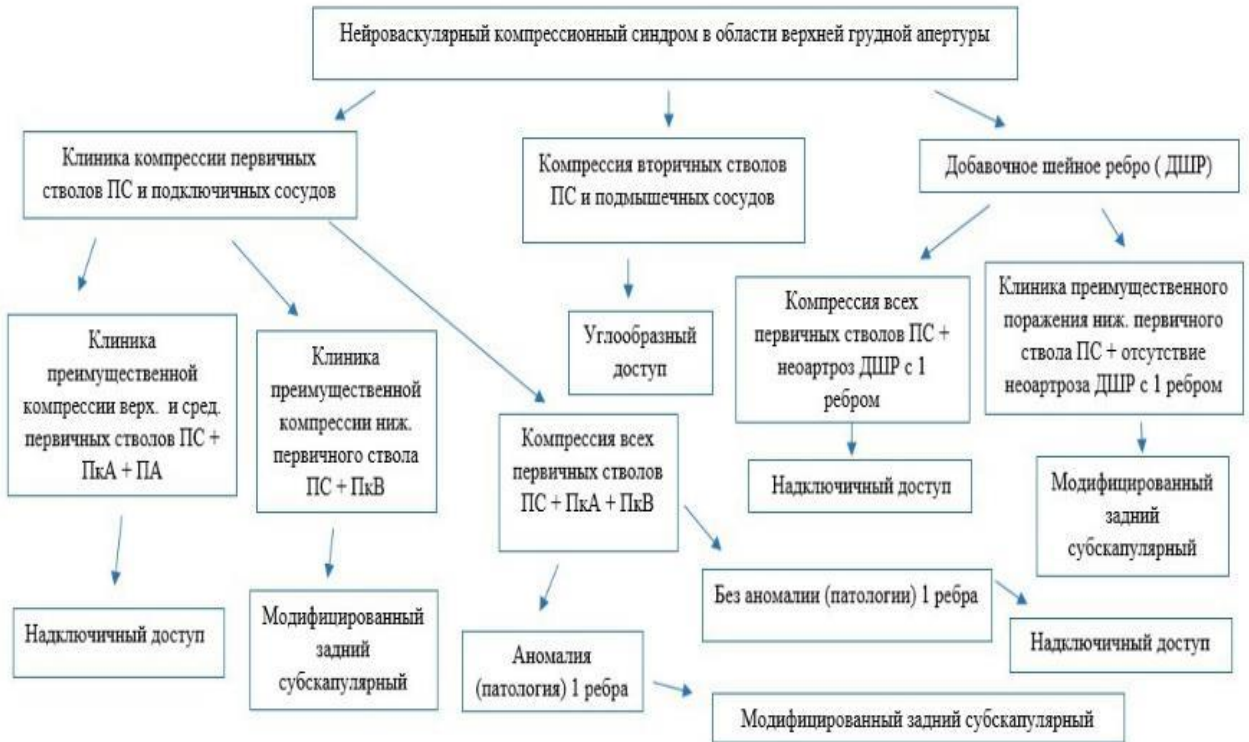 Нейроваскулярный компрессионный синдром в области верхней грудной апертуры
Клиника компрессии первичных
стволов ПС и подключичных сосудов
Компрессия вторичных стволов
ПС и подмышечных сосудов
Добавочное шейное ребро ( ДШР)
Клиника
преимущественной
компрессии верх. и сред.
первичных стволов ПС +
ПкА + ПА
Клиника
преимущественной
компрессии ниж.
первичного ствола
ПС + ПкВ
Компрессия всех
первичных стволов
ПС + ПкА + ПкВ
Углообразный
доступ
Компрессия всех
первичных стволов ПС +
неоартроз ДШР с 1
ребром
Клиника преимущественного
поражения ниж. первичного
ствола ПС + отсутствие
неоартроза ДШР с 1 ребром
Надключичный доступ
Модифицированный
задний
субскапулярный
Надключичный доступ
Модифицированный
задний
субскапулярный
Аномалия
(патология) 1 ребра
Без аномалии (патологии) 1 ребра
Надключичный доступ
Модифицированный задний субскапулярный